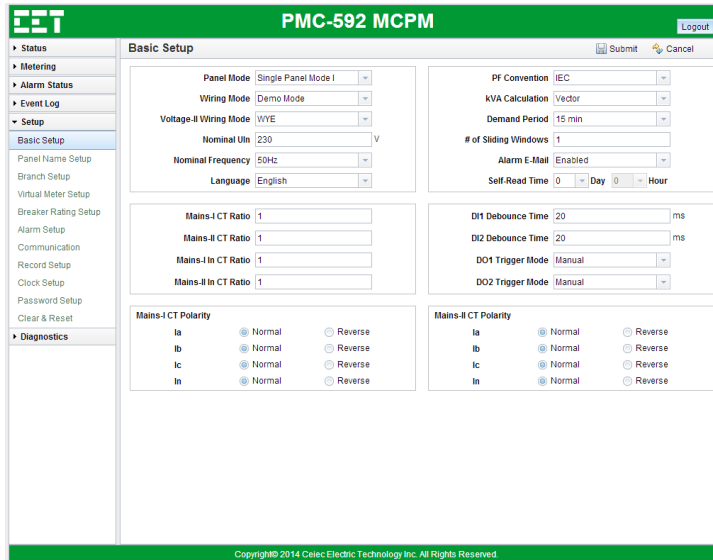 CET
PMC-592 MCPM
Logout
Status
Metering
Alarm Status
Event Log
Setup
Basic Setup
Panel Name Setup
Branch Setup
Virtual Meter Setup
Breaker Rating Setup
Alarm Setup
Communication
Record Setup
Clock Setup
Password Setup
Clear & Reset
Diagnostics
Basic Setup Submit Cancel
Panel Mode Single Panel Mode I
Wiring Mode Demo Mode
Voltage-II Wiring Mode WYE
Nominal Uln 230 V
Nominal Frequency 50Hz
Language English
PF Convention IEC
kVA Calculation Vector
Demand Period 15 min
# of Sliding Windows 1
Alarm E-Mail Enabled
Self-Read Time 0 Day 0 Hour
Mains-I CT Ratio 1
Mains-II CT Ratio 1
Mains-I In CT Ratio 1
Mains-II In CT Ratio 1
DI1 Debounce Time 20 ms
DI2 Debounce Time 20 ms
DO1 Trigger Mode Manual
DO2 Trigger Mode Manual
Mains-I CT Polarity
Ia Normal Reverse
Ib Normal Reverse
Ic Normal Reverse
In Normal Reverse
Mains-II CT Polarity
Ia Normal Reverse
Ib Normal Reverse
Ic Normal Reverse
In Normal Reverse
Copyright© 2014 Ceiec Electric Technology Inc. All Rights Reserved.